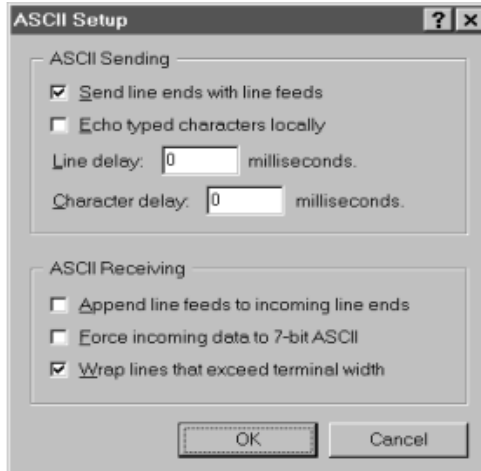 ASCII Setup
ASCII Sending
Send line ends with line feeds
Echo typed characters locally
Line delay: 0 milliseconds.
Character delay: 0 milliseconds.
ASCII Receiving
Append line feeds to incoming line ends
Force incoming data to 7-bit ASCII
Wrap lines that exceed terminal width
OK Cancel